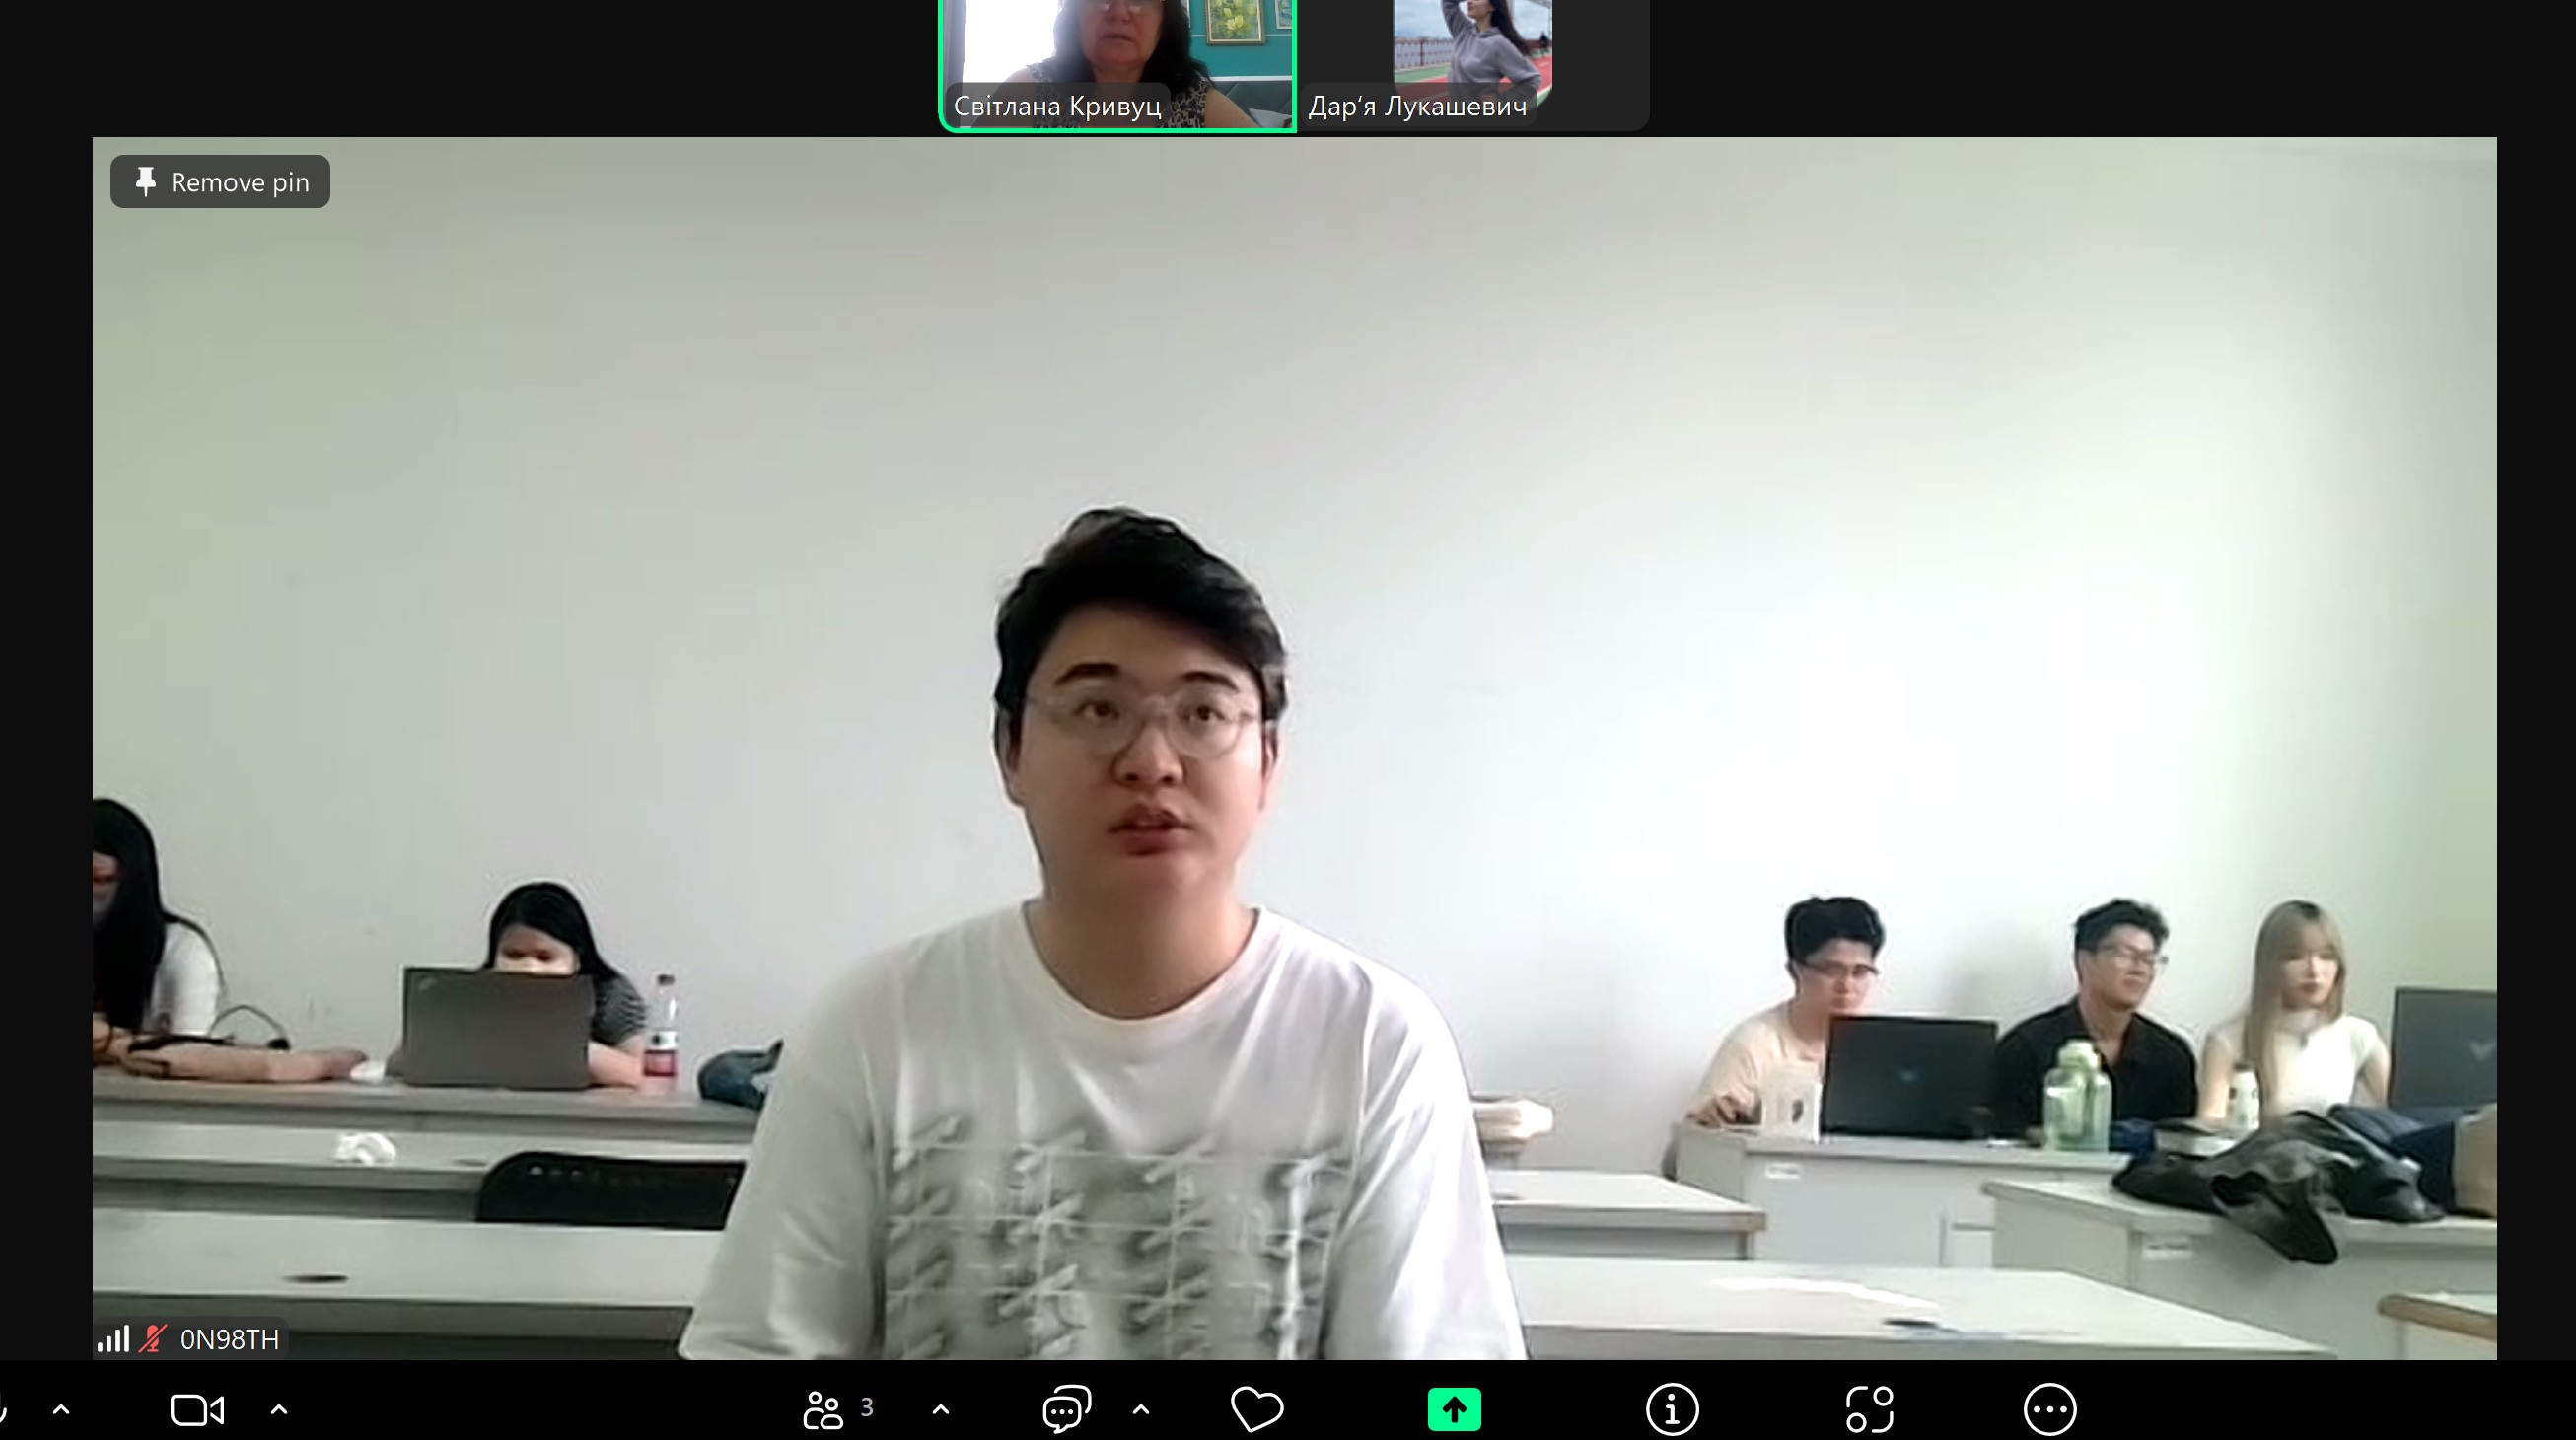 Світлана Кривуц
Дар'я Лукашевич
Remove pin
0N98TH
3